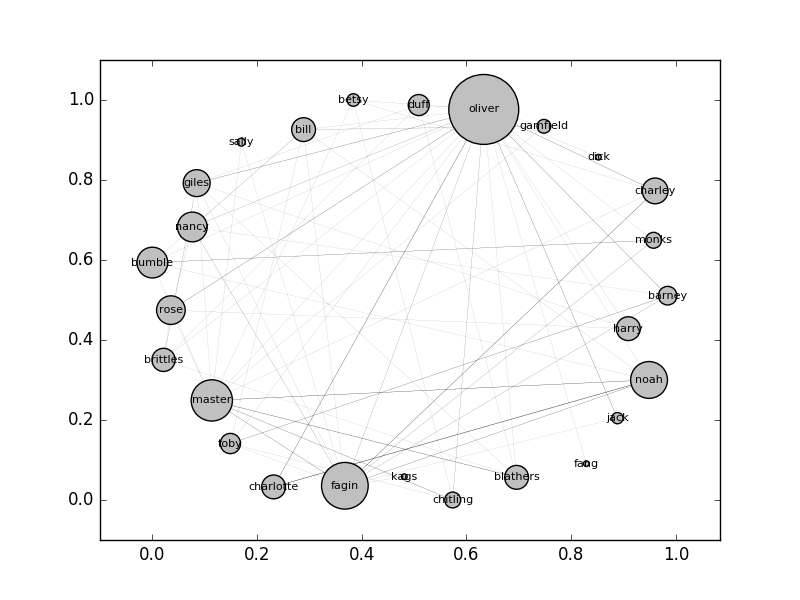 1.0
0.8
0.6
0.4
0.2
0.0
betsy
duff
oliver
gamfield
bill
sally
dick
giles
charley
nancy
monks
bumble
barney
rose
harry
brittles
noah
master
jack
toby
fang
charlotte
fagin
kags
blathers
chitling
0.0 0.2 0.4 0.6 0.8 1.0